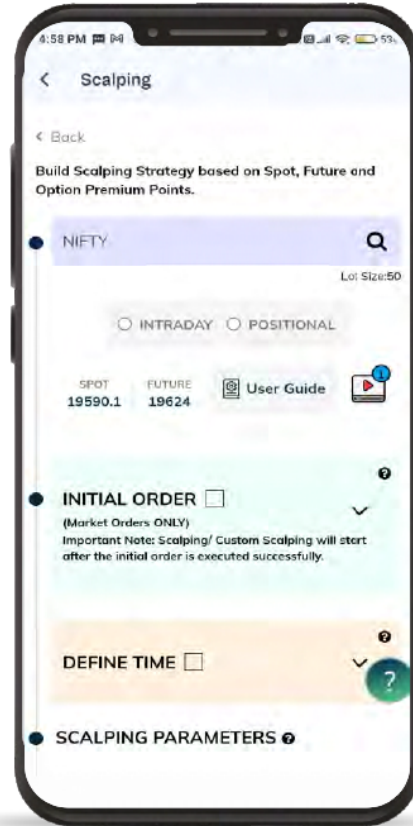 4:58 PM
53
Scalping
Back
Build Scalping Strategy based on Spot, Future and
Option Premium Points.
NIFTY
Lot Size:50
INTRADAY POSITIONAL
SPOT FUTURE User Guide 1
19590.1 19624
INITIAL ORDER
(Market Orders ONLY)
Important Note: Scalping/ Custom Scalping will start
after the initial order is executed successfully.
DEFINE TIME
SCALPING PARAMETERS